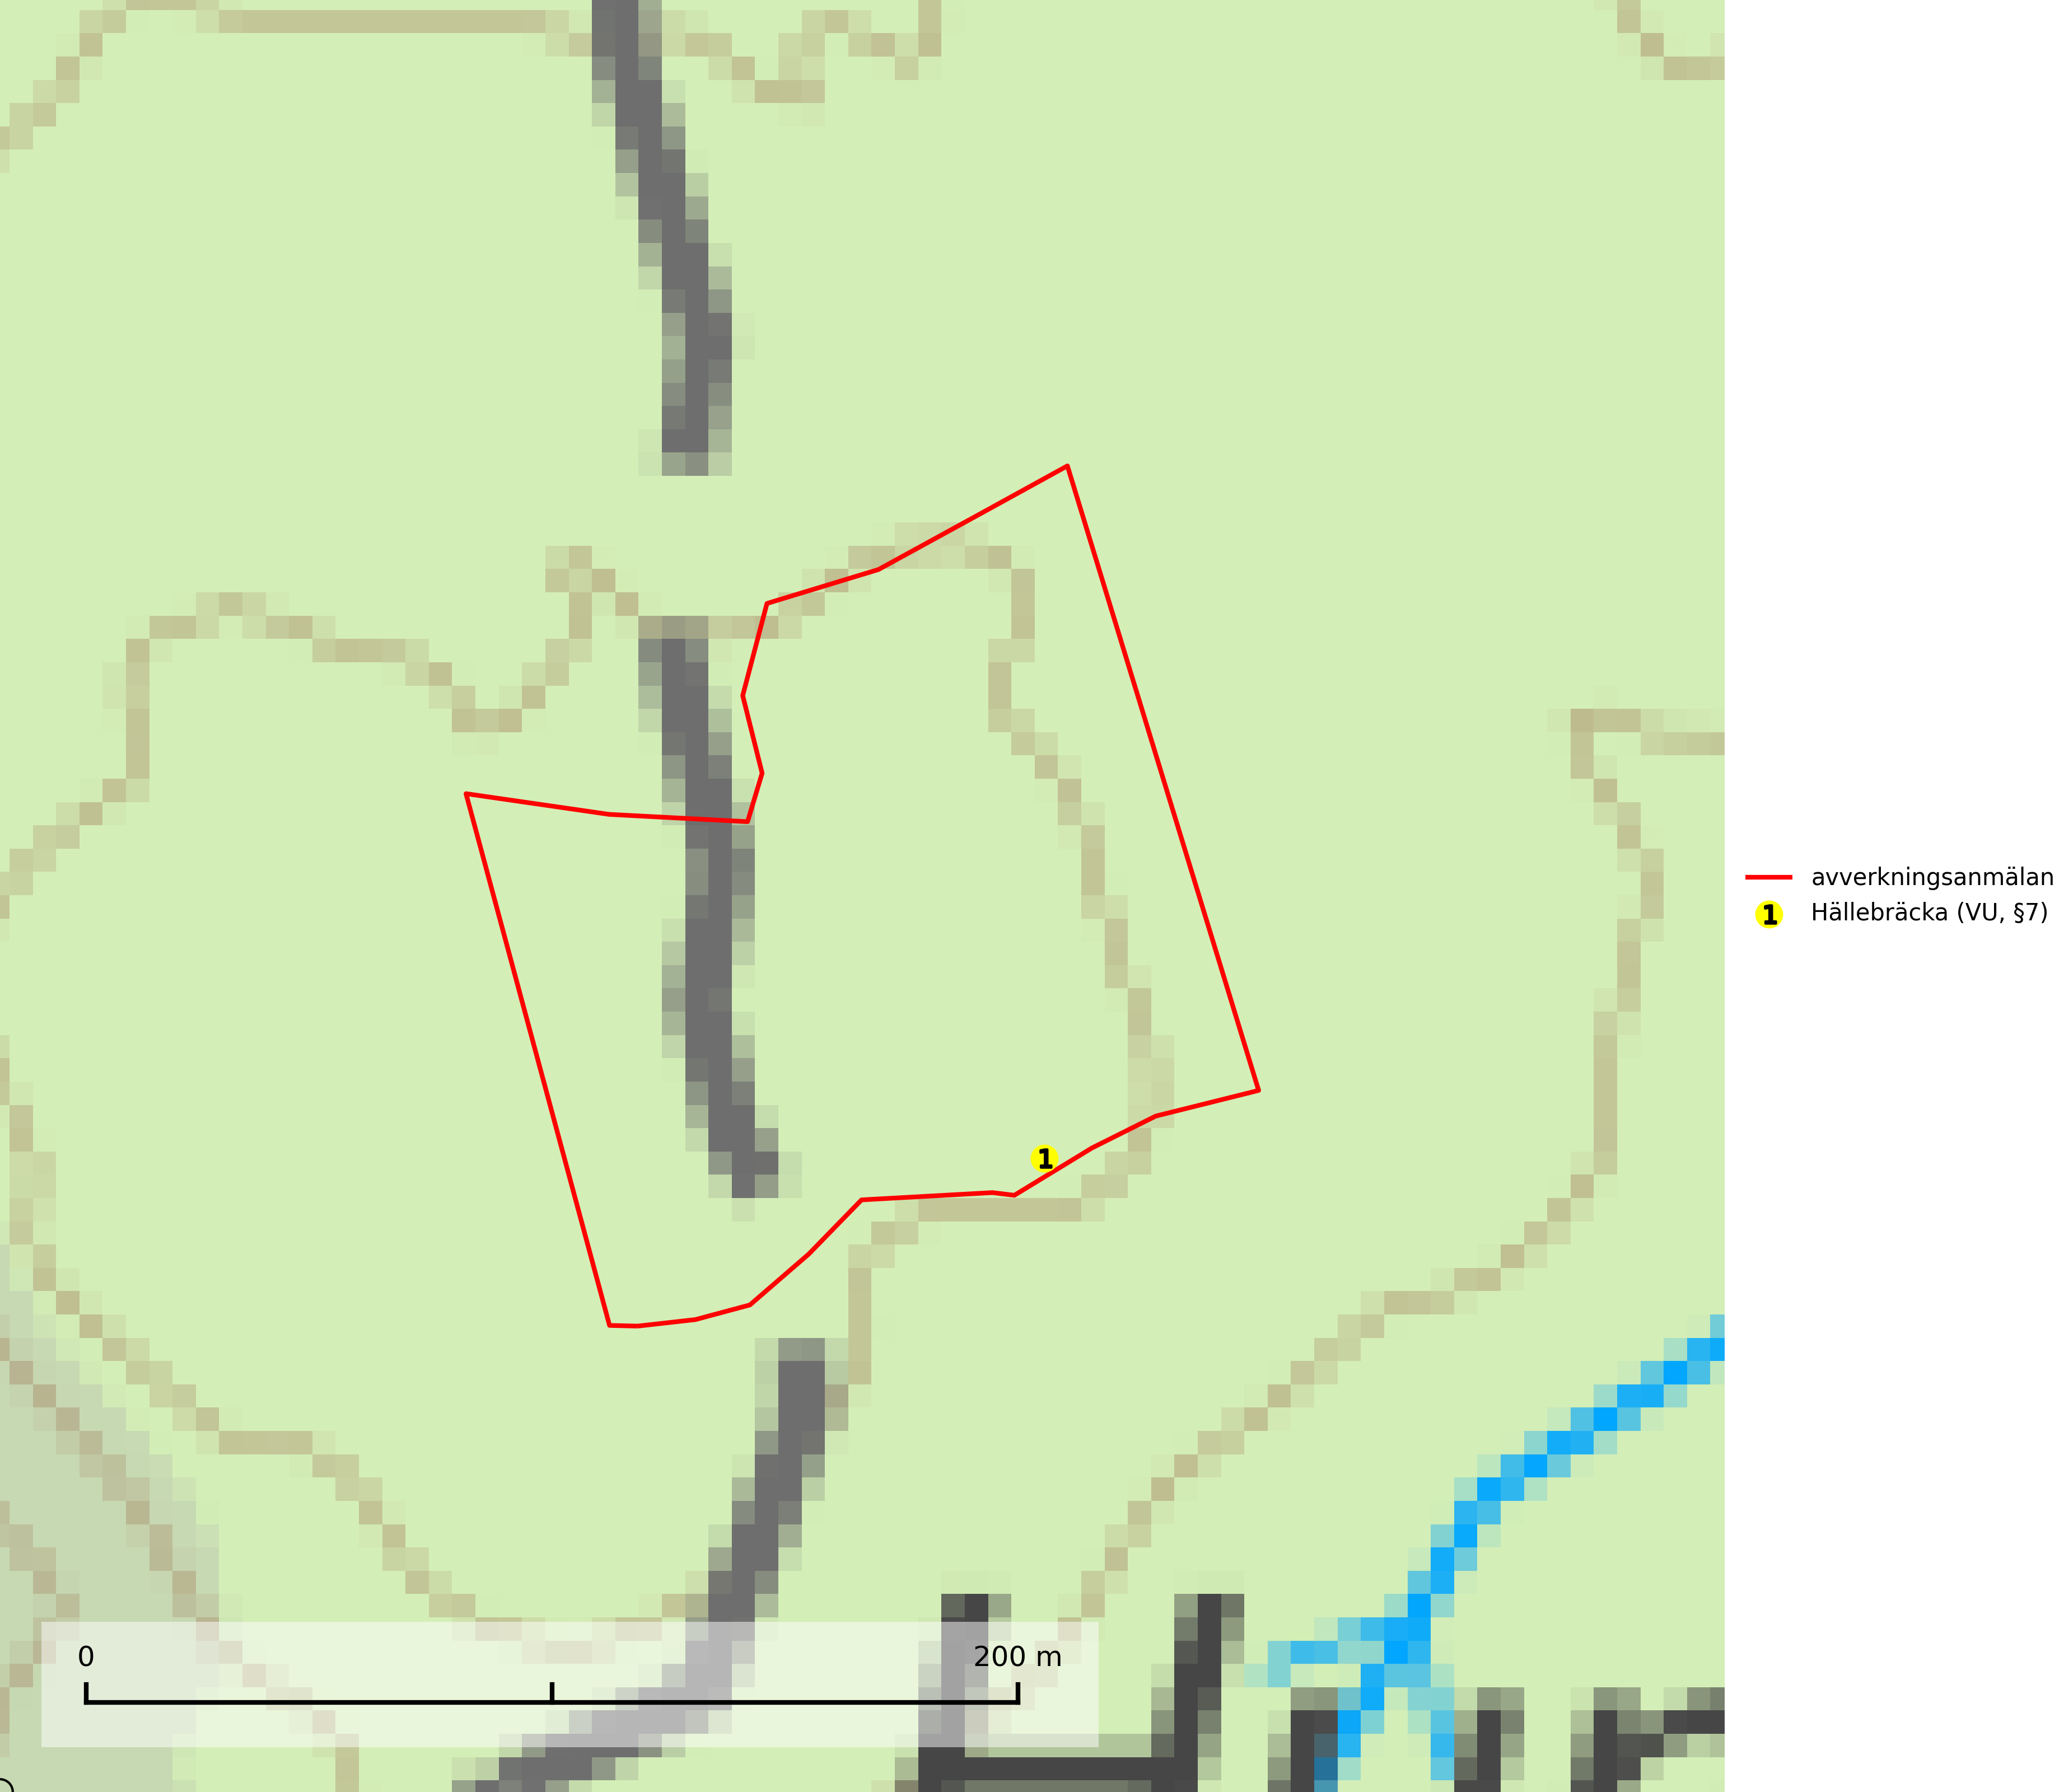 1
avverkningsanmälan
1 Hällebräcka (VU, §7)
0 200 m